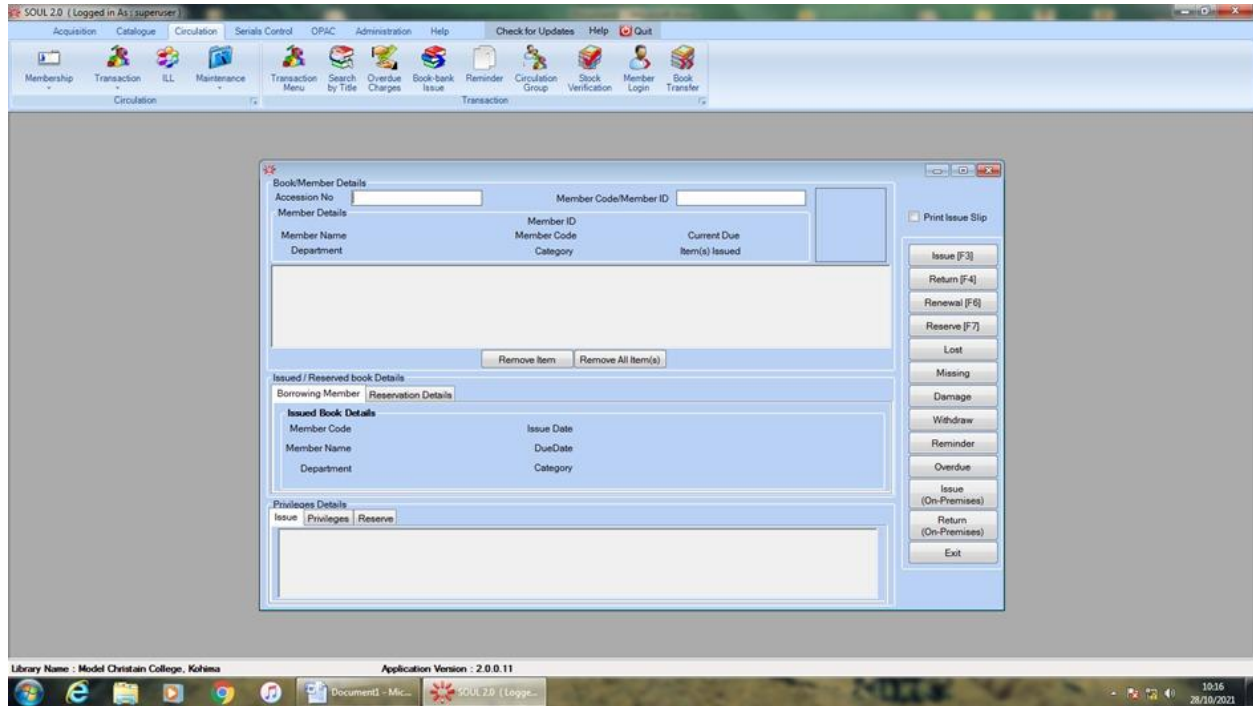 SOUL 2.0 ( Logged in As : superuser )
Acquisition Catalogue Circulation Serials Control OPAC Administration Help Check for Updates Help Quit
Membership Transaction ILL Maintenance Transaction Menu Search by Title Overdue Charges Book-bank Issue Reminder Circulation Group Stock Verification Member Login Book Transfer
Circulation Transaction
Book/Member Details
Accession No Member Code/Member ID
Member Details
Member ID
Member Name Member Code Current Due
Department Category Item(s) Issued
Print Issue Slip
Issue [F3]
Return [F4]
Renewal [F6]
Reserve [F7]
Lost
Missing
Damage
Withdraw
Reminder
Overdue
Issue
(On-Premises)
Return
(On-Premises)
Exit
Remove Item Remove All Item(s)
Issued / Reserved book Details
Borrowing Member Reservation Details
Issued Book Details
Member Code Issue Date
Member Name DueDate
Department Category
Privileges Details
Issue Privileges Reserve
Library Name : Model Christain College, Kohima Application Version : 2.0.0.11
Document1 - Mic... SOUL 2.0 ( Logge...
10:16
28/10/2021